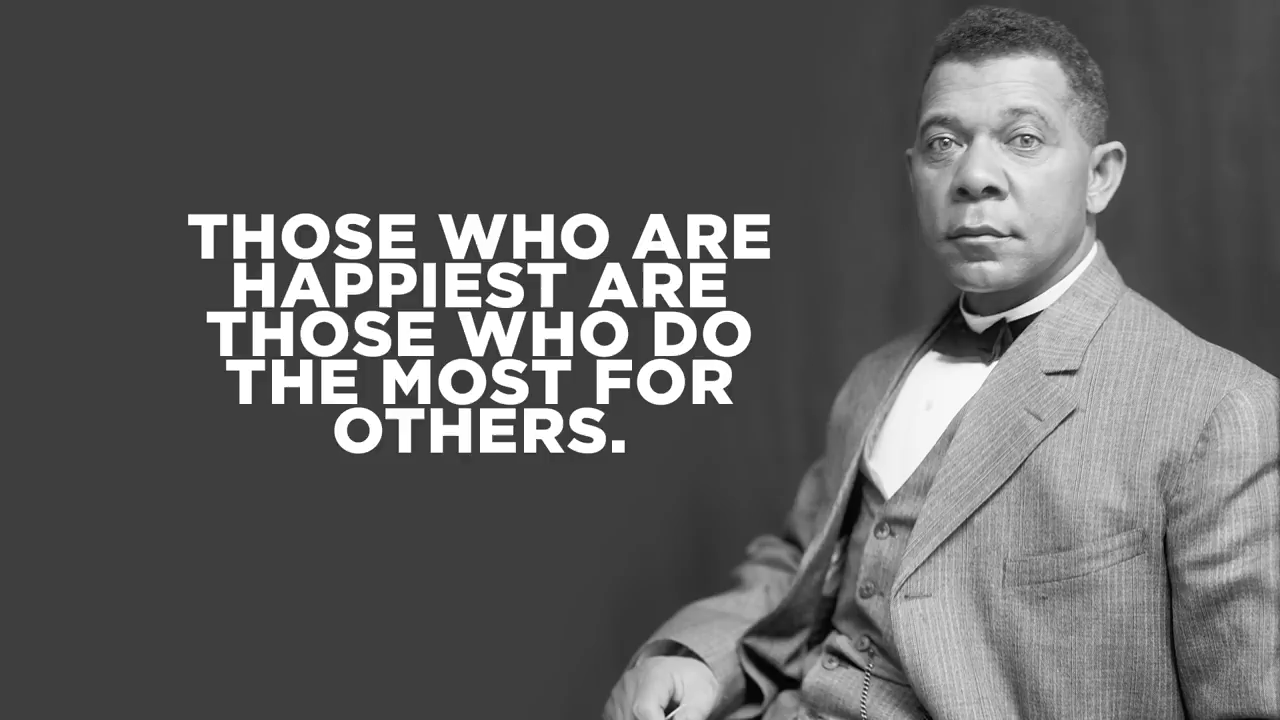 THOSE WHO ARE
HAPPIEST ARE
THOSE WHO DO
THE MOST FOR
OTHERS.